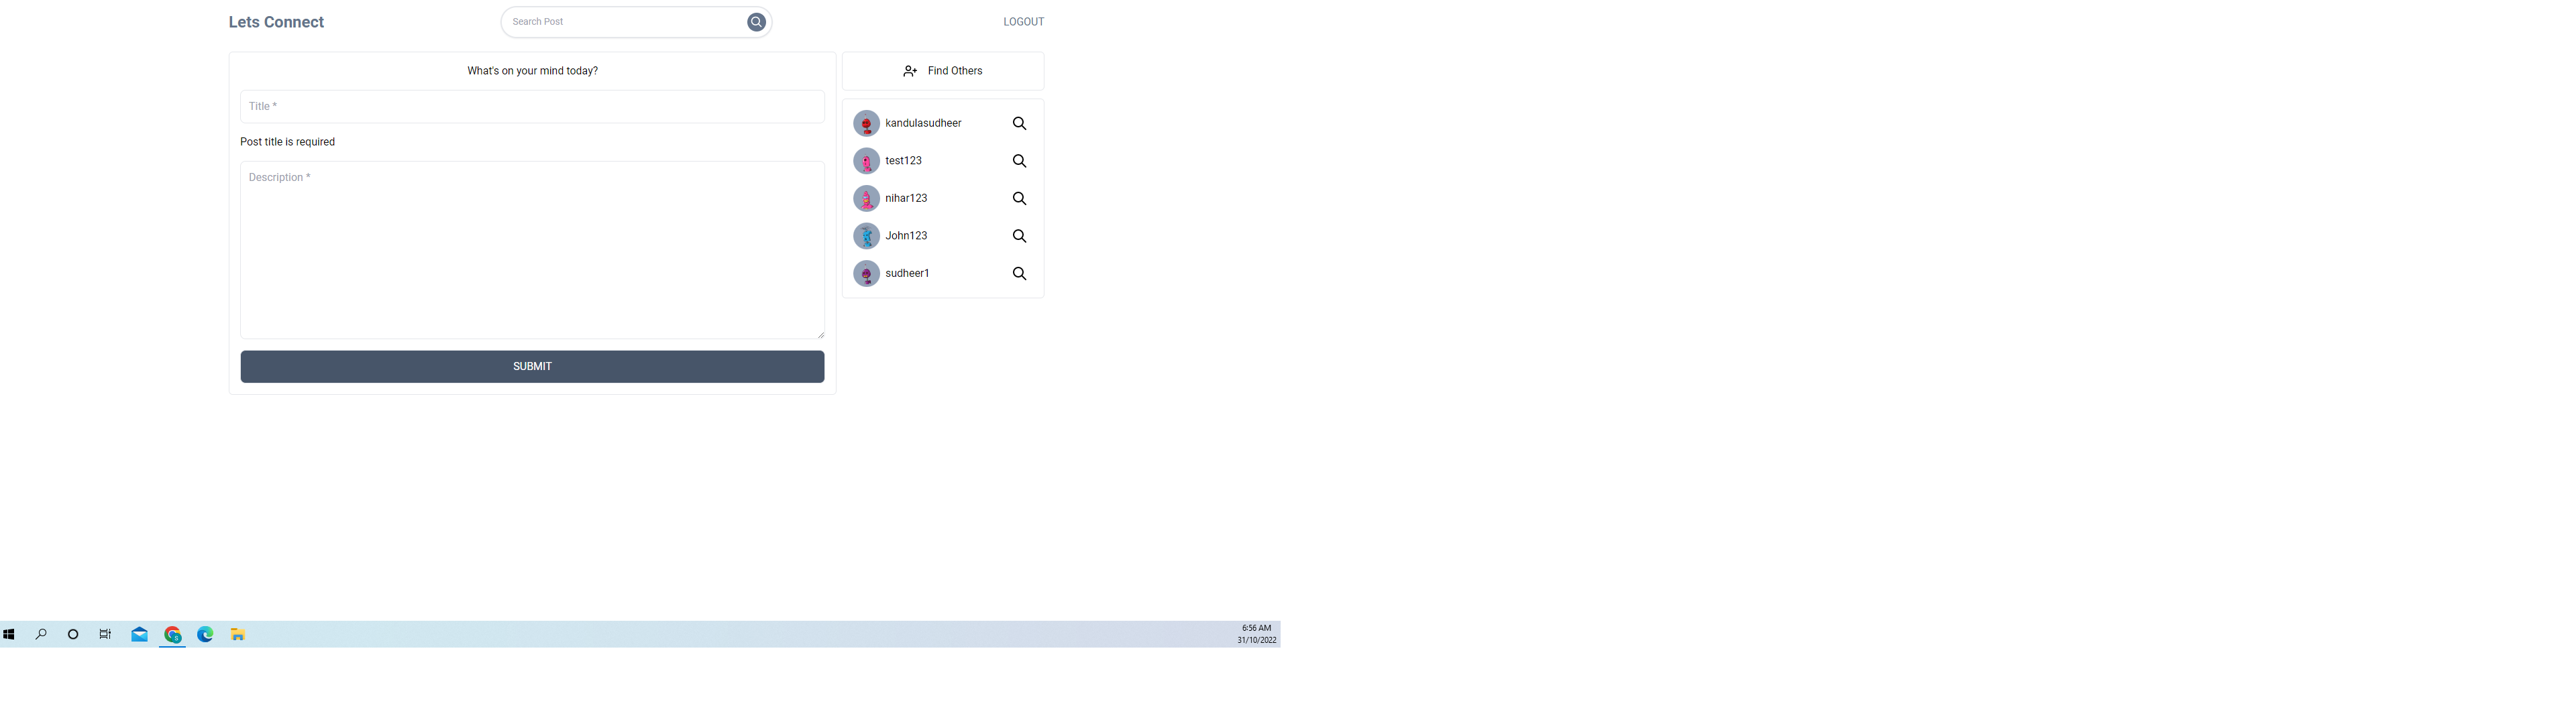 Lets Connect
Search Post
LOGOUT
What's on your mind today?
Title *
Post title is required
Description *
SUBMIT
Find Others
kandulasudheer
test123
nihar123
John123
sudheer1
6:56 AM
31/10/2022